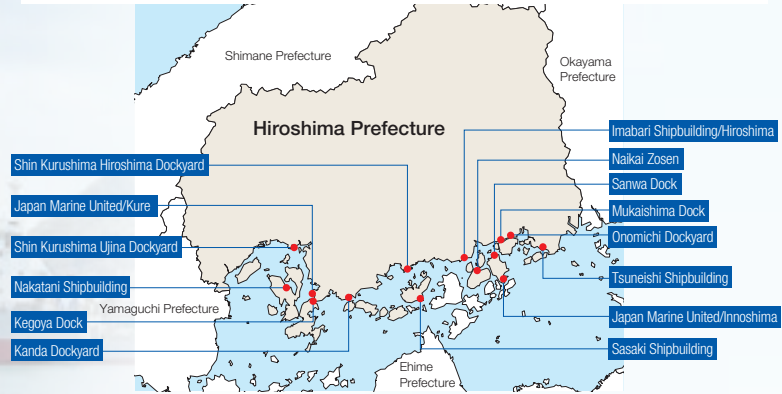 Shimane Prefecture
Okayama
Prefecture
Hiroshima Prefecture
Imabari Shipbuilding/Hiroshima
Naikai Zosen
Shin Kurushima Hiroshima Dockyard
Sanwa Dock
Japan Marine United/Kure
Mukaishima Dock
Onomichi Dockyard
Shin Kurushima Ujina Dockyard
Tsuneishi Shipbuilding
Nakatani Shipbuilding
Yamaguchi Prefecture
Japan Marine United/Innoshima
Kegoya Dock
Kanda Dockyard
Sasaki Shipbuilding
Ehime
Prefecture